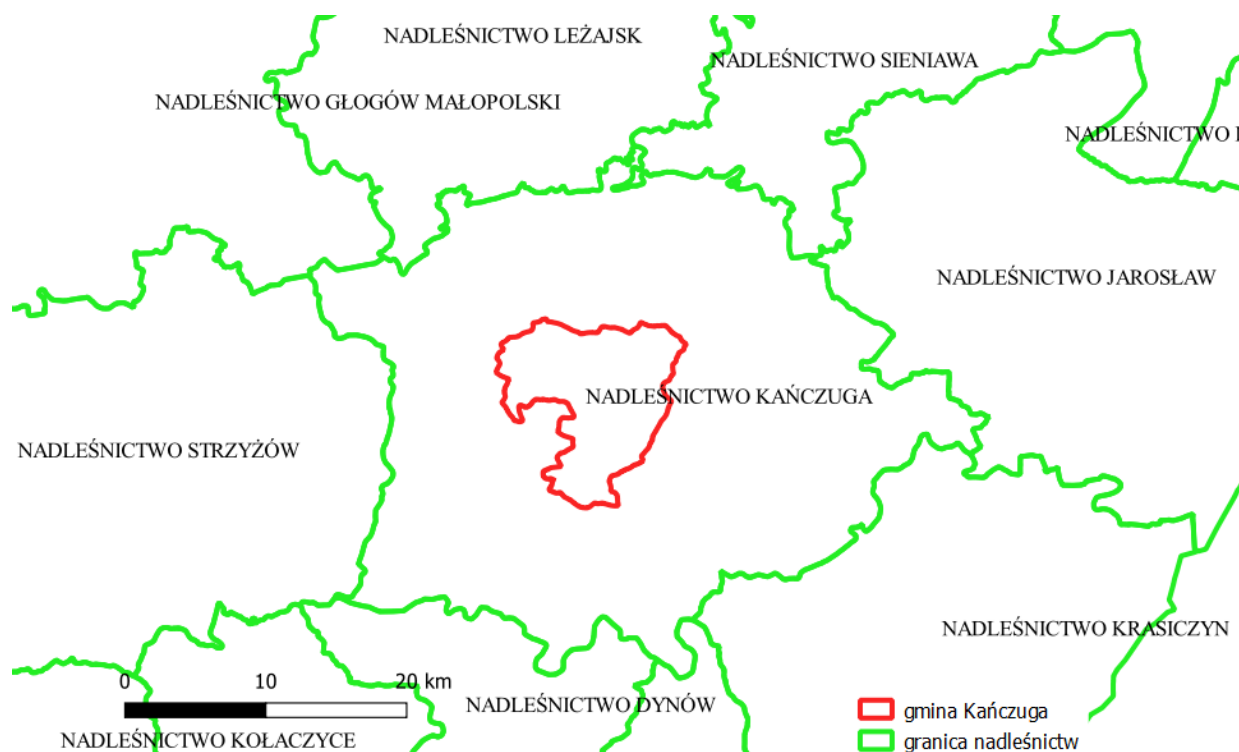 NADLEŚNICTWO LEŻAJSK
NADLEŚNICTWO SIENIAWA
NADLEŚNICTWO GŁOGÓW MAŁOPOLSKI
NADLEŚNICTWO
NADLEŚNICTWO JAROSŁAW
NADLEŚNICTWO KAŃCZUGA
NADLEŚNICTWO STRZYŻÓW
NADLEŚNICTWO KRASICZYN
0 10 20 km
NADLEŚNICTWO DYNÓW
gmina Kańczuga
NADLEŚNICTWO KOŁACZYCE
granica nadleśnictw